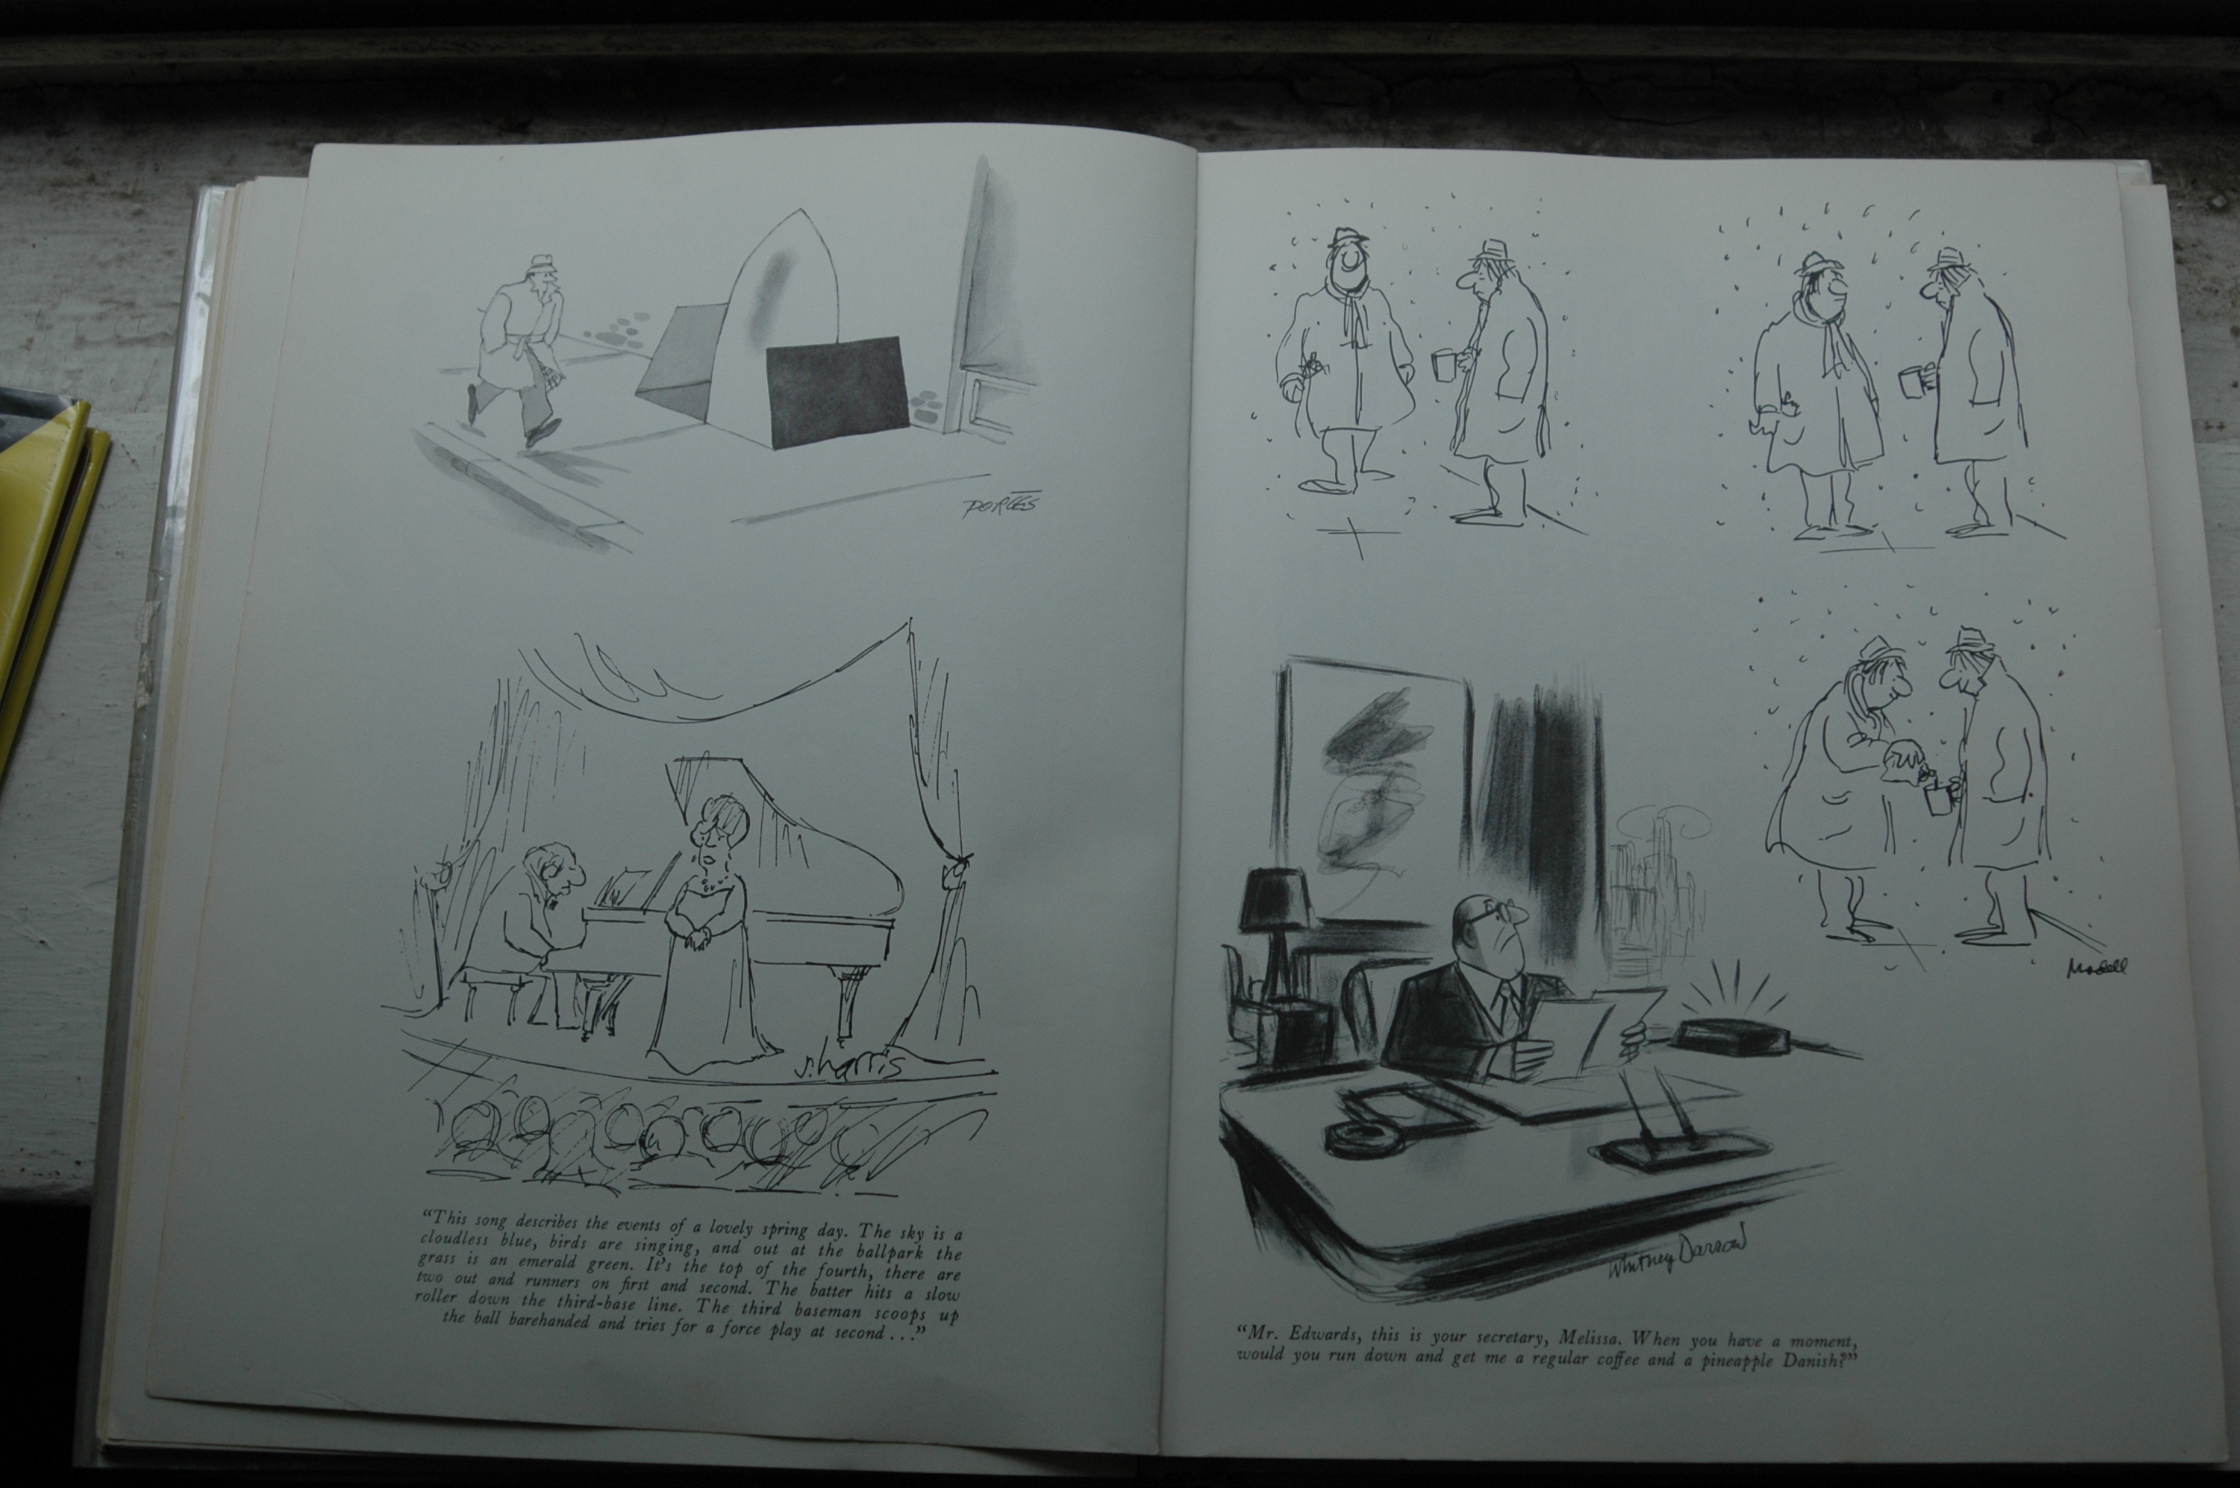 PORGES
s.harris
"This song describes the events of a lovely spring day. The sky is a
cloudless blue, birds are singing, and out at the ballpark the
grass is an emerald green. It's the top of the fourth, there are
two out and runners on first and second. The batter hits a slow
roller down the third-base line. The third baseman scoops up
the ball barehanded and tries for a force play at second..."
Modell
Whitney Darrow
"Mr. Edwards, this is your secretary, Melissa. When you have a moment,
would you run down and get me a regular coffee and a pineapple Danish?"